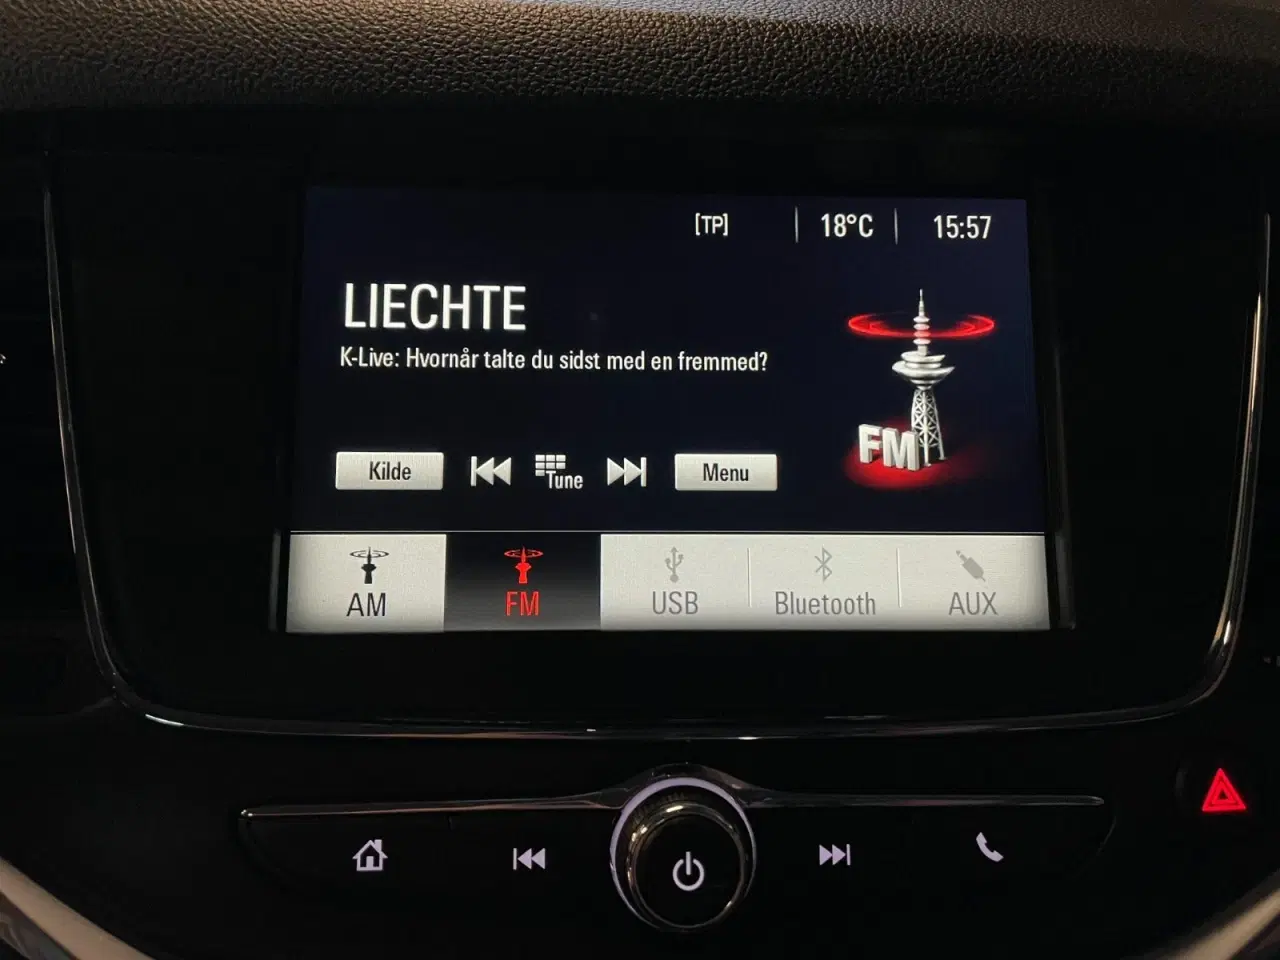 [TP] 18°C 15:57
LIECHTE
K-Live: Hvornår talte du sidst med en fremmed?
FM
Kilde Tune Menu
AM FM USB Bluetooth AUX